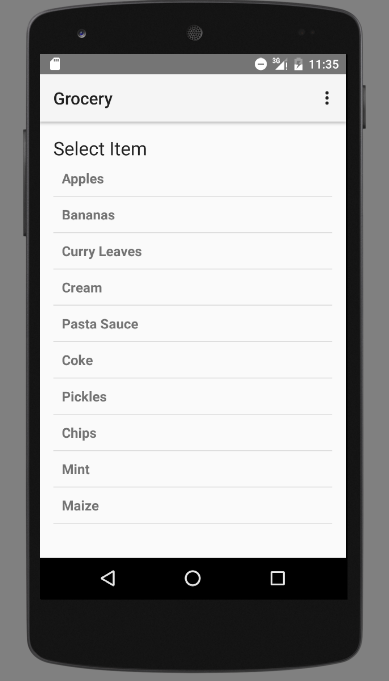 3G 11:35
Grocery
Select Item
Apples
Bananas
Curry Leaves
Cream
Pasta Sauce
Coke
Pickles
Chips
Mint
Maize